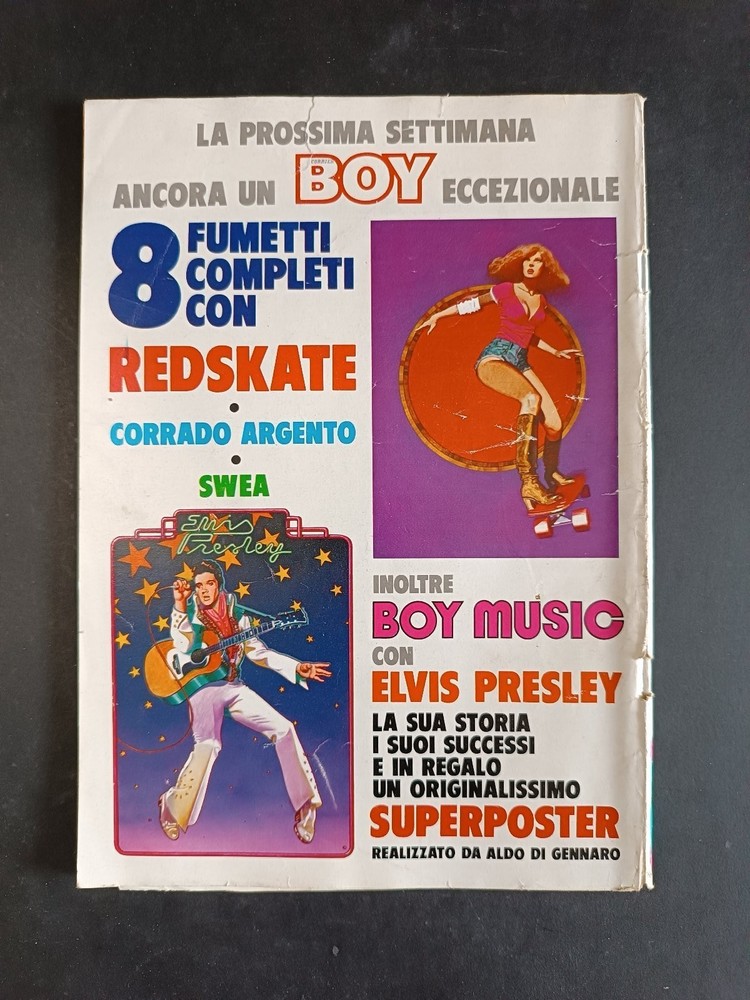 LA PROSSIMA SETTIMANA
ANCORA UN BOY ECCEZIONALE
8 FUMETTI
COMPLETI
CON
REDSKATE
•
CORRADO ARGENTO
•
SWEA
Elvis
Presley
INOLTRE
BOY MUSIC
CON
ELVIS PRESLEY
LA SUA STORIA
I SUOI SUCCESSI
E IN REGALO
UN ORIGINALISSIMO
SUPERPOSTER
REALIZZATO DA ALDO DI GENNARO